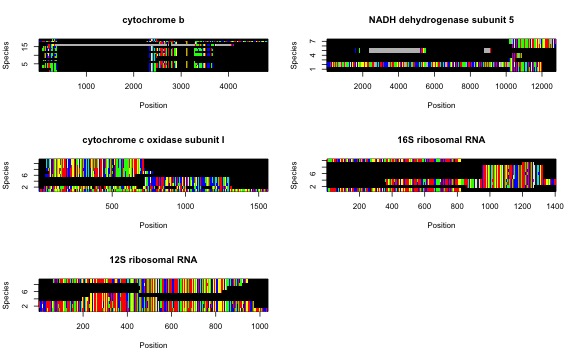 cytochrome b
Species
5 15
1000 2000 3000 4000
Position
NADH dehydrogenase subunit 5
Species
1 4 7
2000 4000 6000 8000 10000 12000
Position
cytochrome c oxidase subunit I
Species
2 6
500 1000 1500
Position
16S ribosomal RNA
Species
2 6
200 400 600 800 1000 1200 1400
Position
12S ribosomal RNA
Species
2 6
200 400 600 800 1000
Position